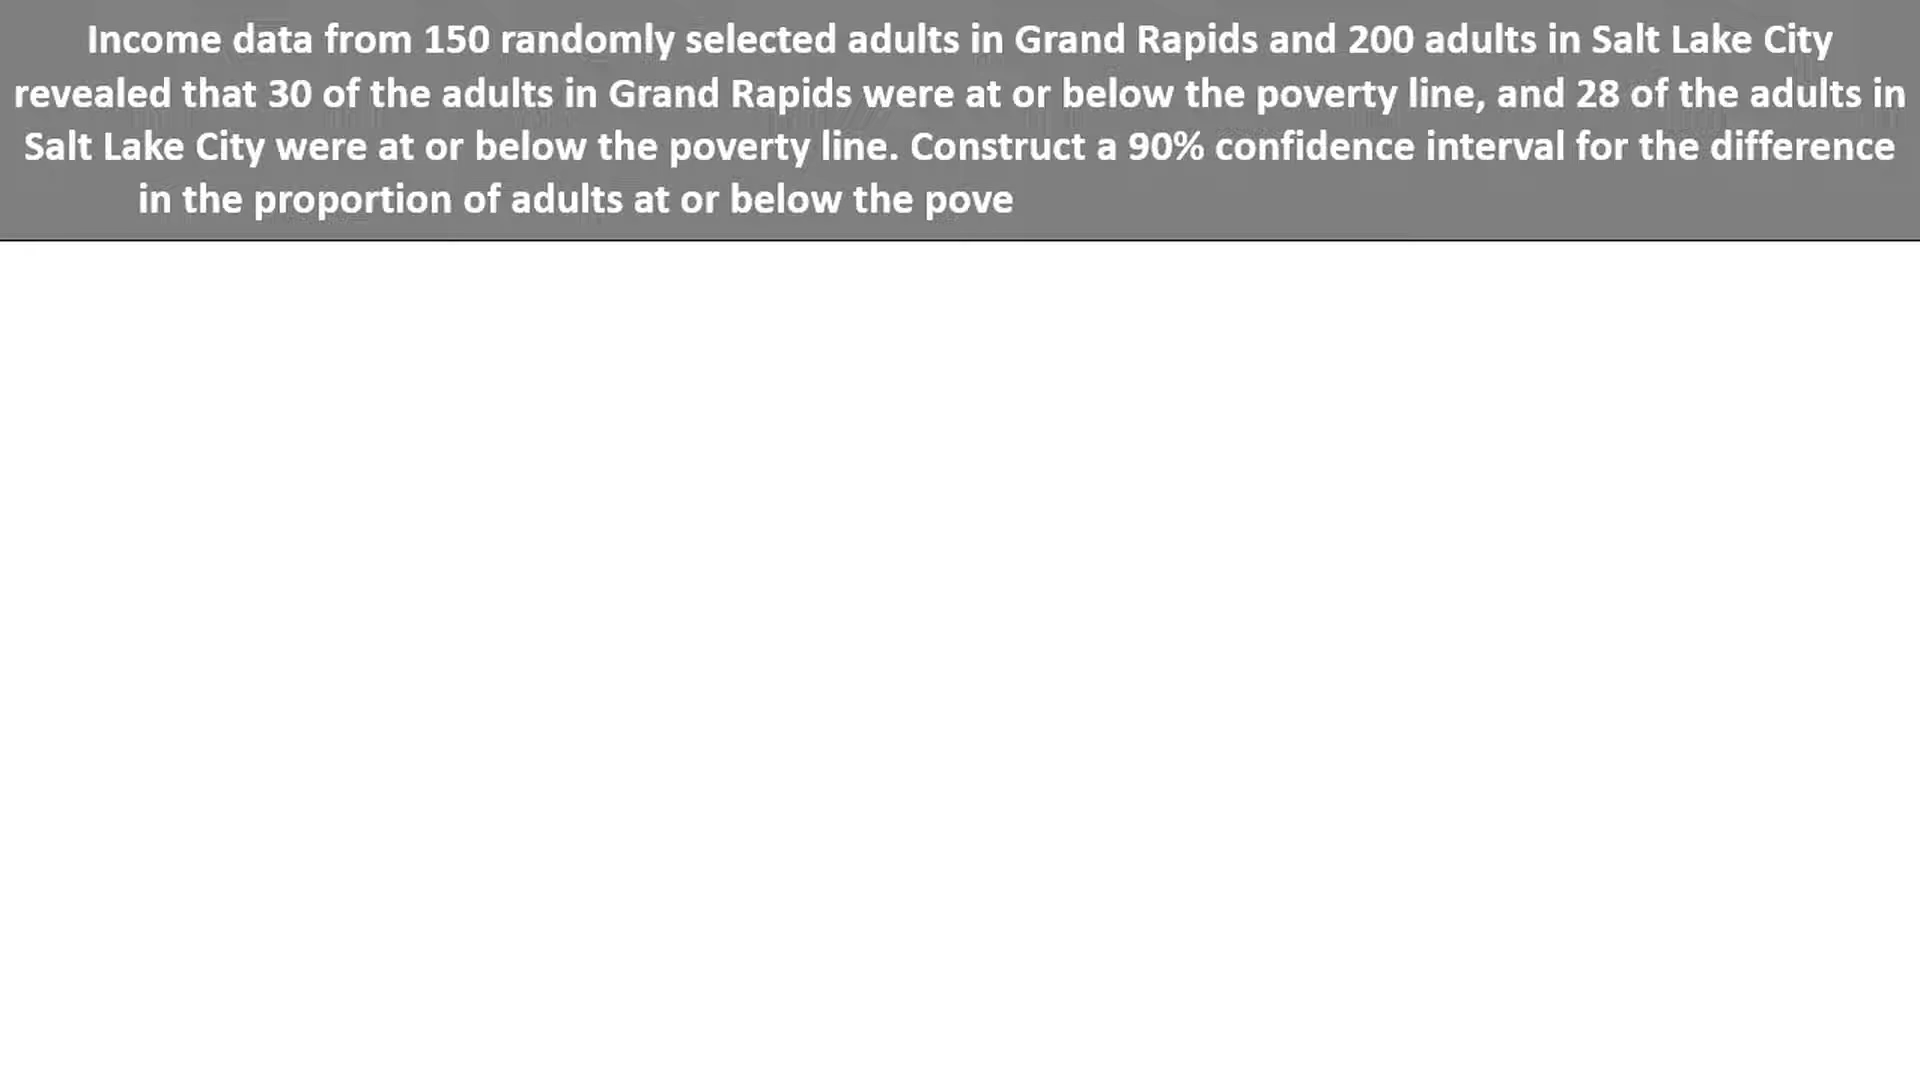 Income data from 150 randomly selected adults in Grand Rapids and 200 adults in Salt Lake City
revealed that 30 of the adults in Grand Rapids were at or below the poverty line, and 28 of the adults in
Salt Lake City were at or below the poverty line. Construct a 90% confidence interval for the difference
in the proportion of adults at or below the pove